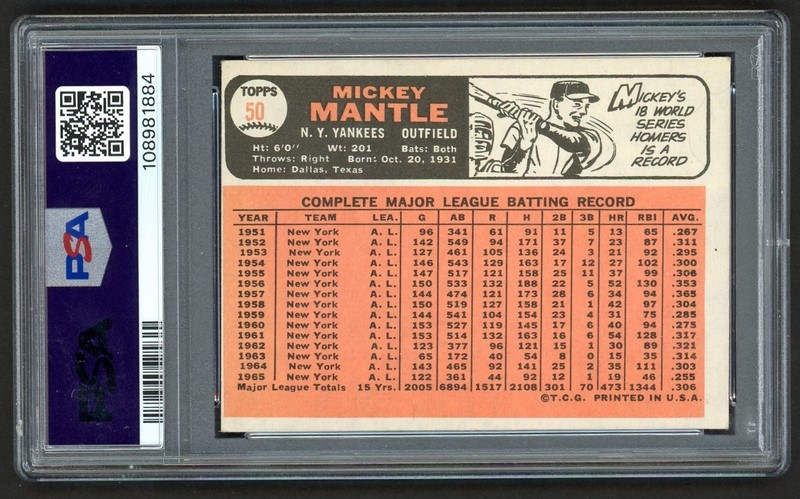 PSA
108981884
PSA
TOPPS
50
MICKEY
MANTLE
N. Y. YANKEES OUTFIELD
Ht: 6'0" Wt: 201 Bats: Both
Throws: Right Born: Oct. 20, 1931
Home: Dallas, Texas
MICKEY'S
18 WORLD
SERIES
HOMERS
IS A
RECORD
COMPLETE MAJOR LEAGUE BATTING RECORD
YEAR TEAM LEA. G AB R H 2B 3B HR RBI AVG.
1951 New York A. L. 96 341 61 91 11 5 13 65 .267
1952 New York A. L. 142 549 94 171 37 7 23 87 .311
1953 New York A. L. 127 461 105 136 24 3 21 92 .295
1954 New York A. L. 146 543 129 163 17 12 27 102 .300
1955 New York A. L. 147 517 121 158 25 11 37 99 .306
1956 New York A. L. 150 533 132 188 22 5 52 130 .353
1957 New York A. L. 144 474 121 173 28 6 34 94 .365
1958 New York A. L. 150 519 127 158 21 1 42 97 .304
1959 New York A. L. 144 541 104 154 23 4 31 75 .285
1960 New York A. L. 153 527 119 145 17 6 40 94 .275
1961 New York A. L. 153 514 132 163 16 6 54 128 .317
1962 New York A. L. 123 377 96 121 15 1 30 89 .321
1963 New York A. L. 65 172 40 54 8 0 15 35 .314
1964 New York A. L. 143 465 92 141 25 2 35 111 .303
1965 New York A. L. 122 361 44 92 12 1 19 46 .255
Major League Totals 15 Yrs. 2005 6894 1517 2108 301 70 473 1344 .306
©T.C.G. PRINTED IN U.S.A.